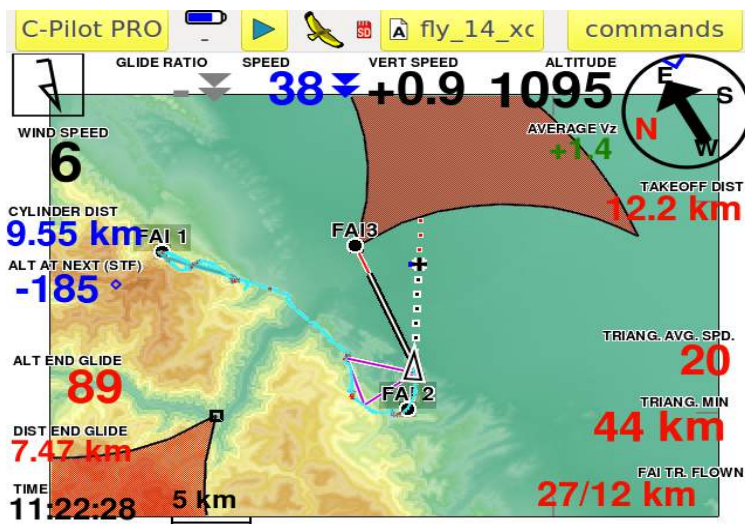 C-Pilot PRO - SD A fly_14_xc commands
GLIDE RATIO SPEED VERT SPEED ALTITUDE
- 38 +0.9 1095
E S N W
WIND SPEED
6
AVERAGE Vz
+1.4
TAKEOFF DIST
12.2 km
CYLINDER DIST
9.55 km
FAI 1 FAI3
ALT AT NEXT (STF)
-185
TRIANG. AVG. SPD.
20
ALT END GLIDE
89
FAI 2
TRIANG. MIN
44 km
DIST END GLIDE
7.47 km
FAI TR. FLOWN
27/12 km
TIME
11:22:28
5 km